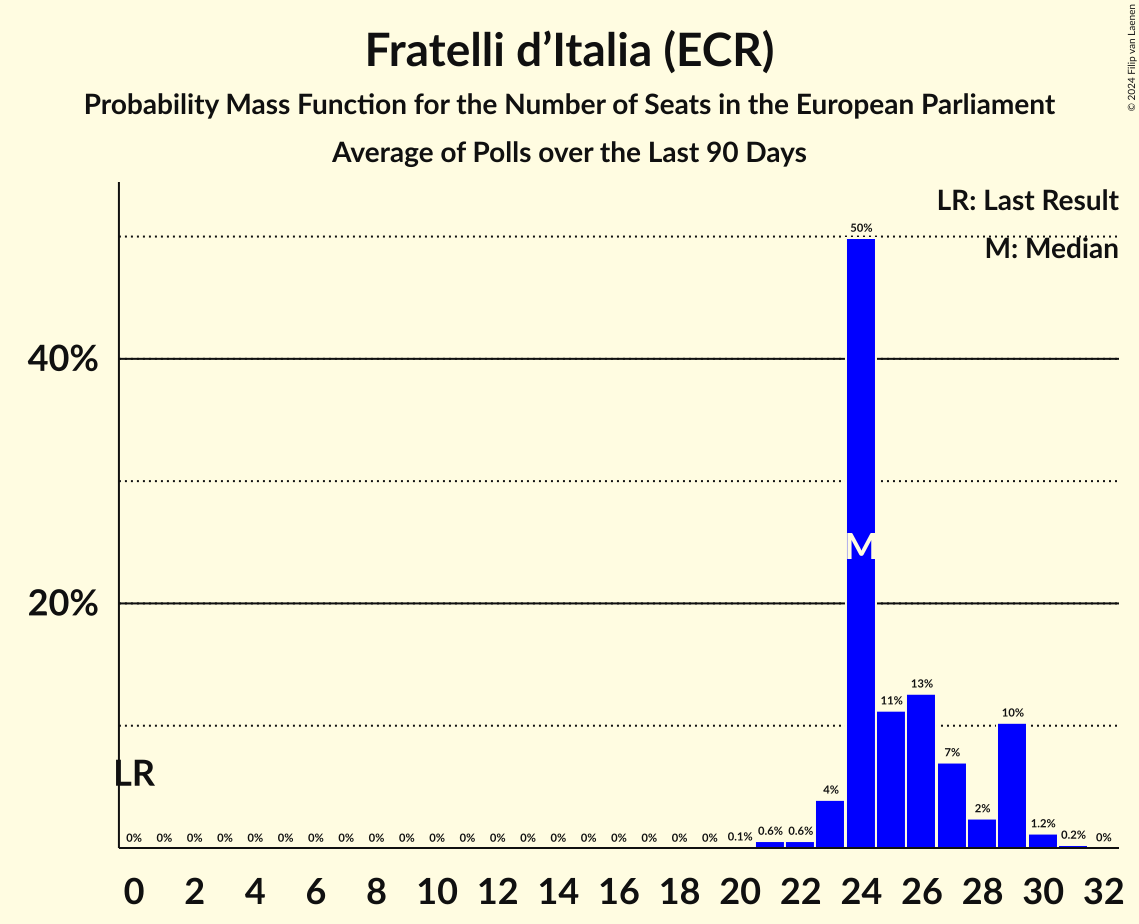 Fratelli d’Italia (ECR)
Probability Mass Function for the Number of Seats in the European Parliament
Average of Polls over the Last 90 Days
© 2024 Filip van Laenen
LR: Last Result
M: Median
50%
40%
M
20%
13%
11%
10%
7%
LR
4%
2%
1.2%
0% 0% 0% 0% 0% 0% 0% 0% 0% 0% 0% 0% 0% 0% 0% 0% 0% 0% 0% 0% 0.1% 0.6% 0.6% 0.2% 0%
0 2 4 6 8 10 12 14 16 18 20 22 24 26 28 30 32